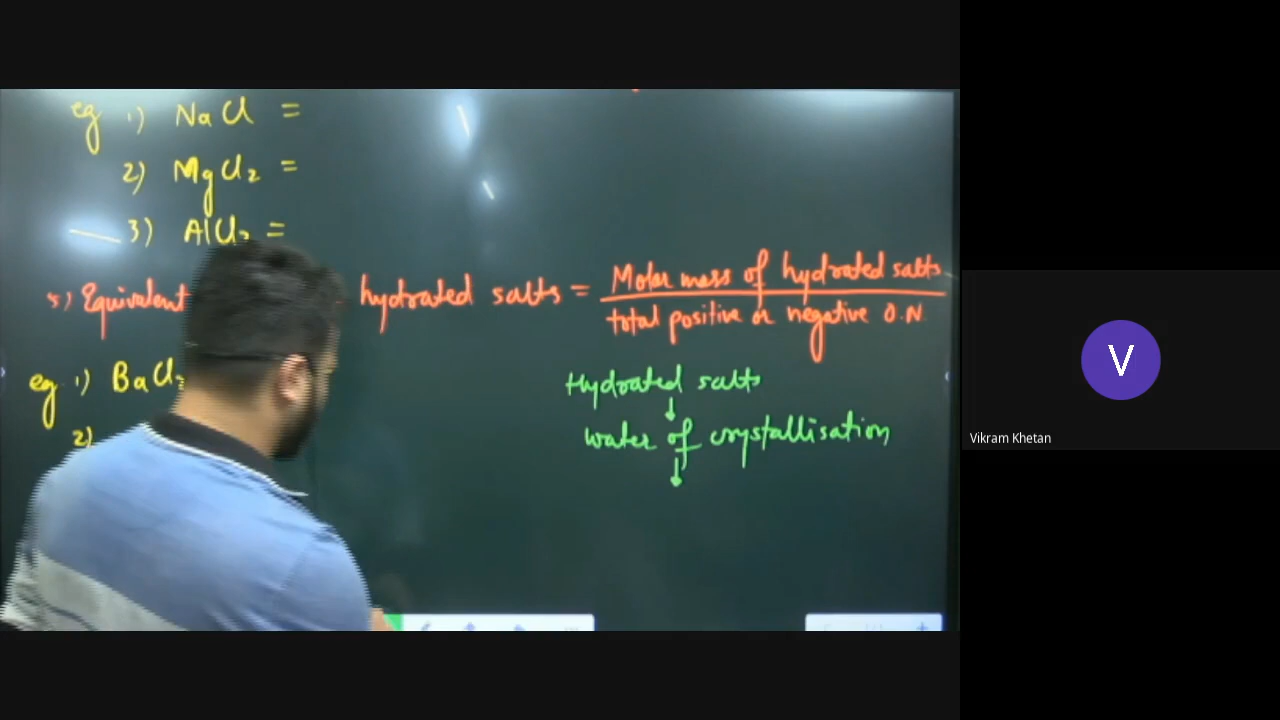 eg 1) NaCl =
2) MgCl2 =
3) AlCl3 =
5) Equivalent hydrated salts = Molar mass of hydrated salts
total positive or negative O.N.
eg 1) BaCl2
2)
Hydrated salts
↓
water of crystallisation
↓
V
Vikram Khetan